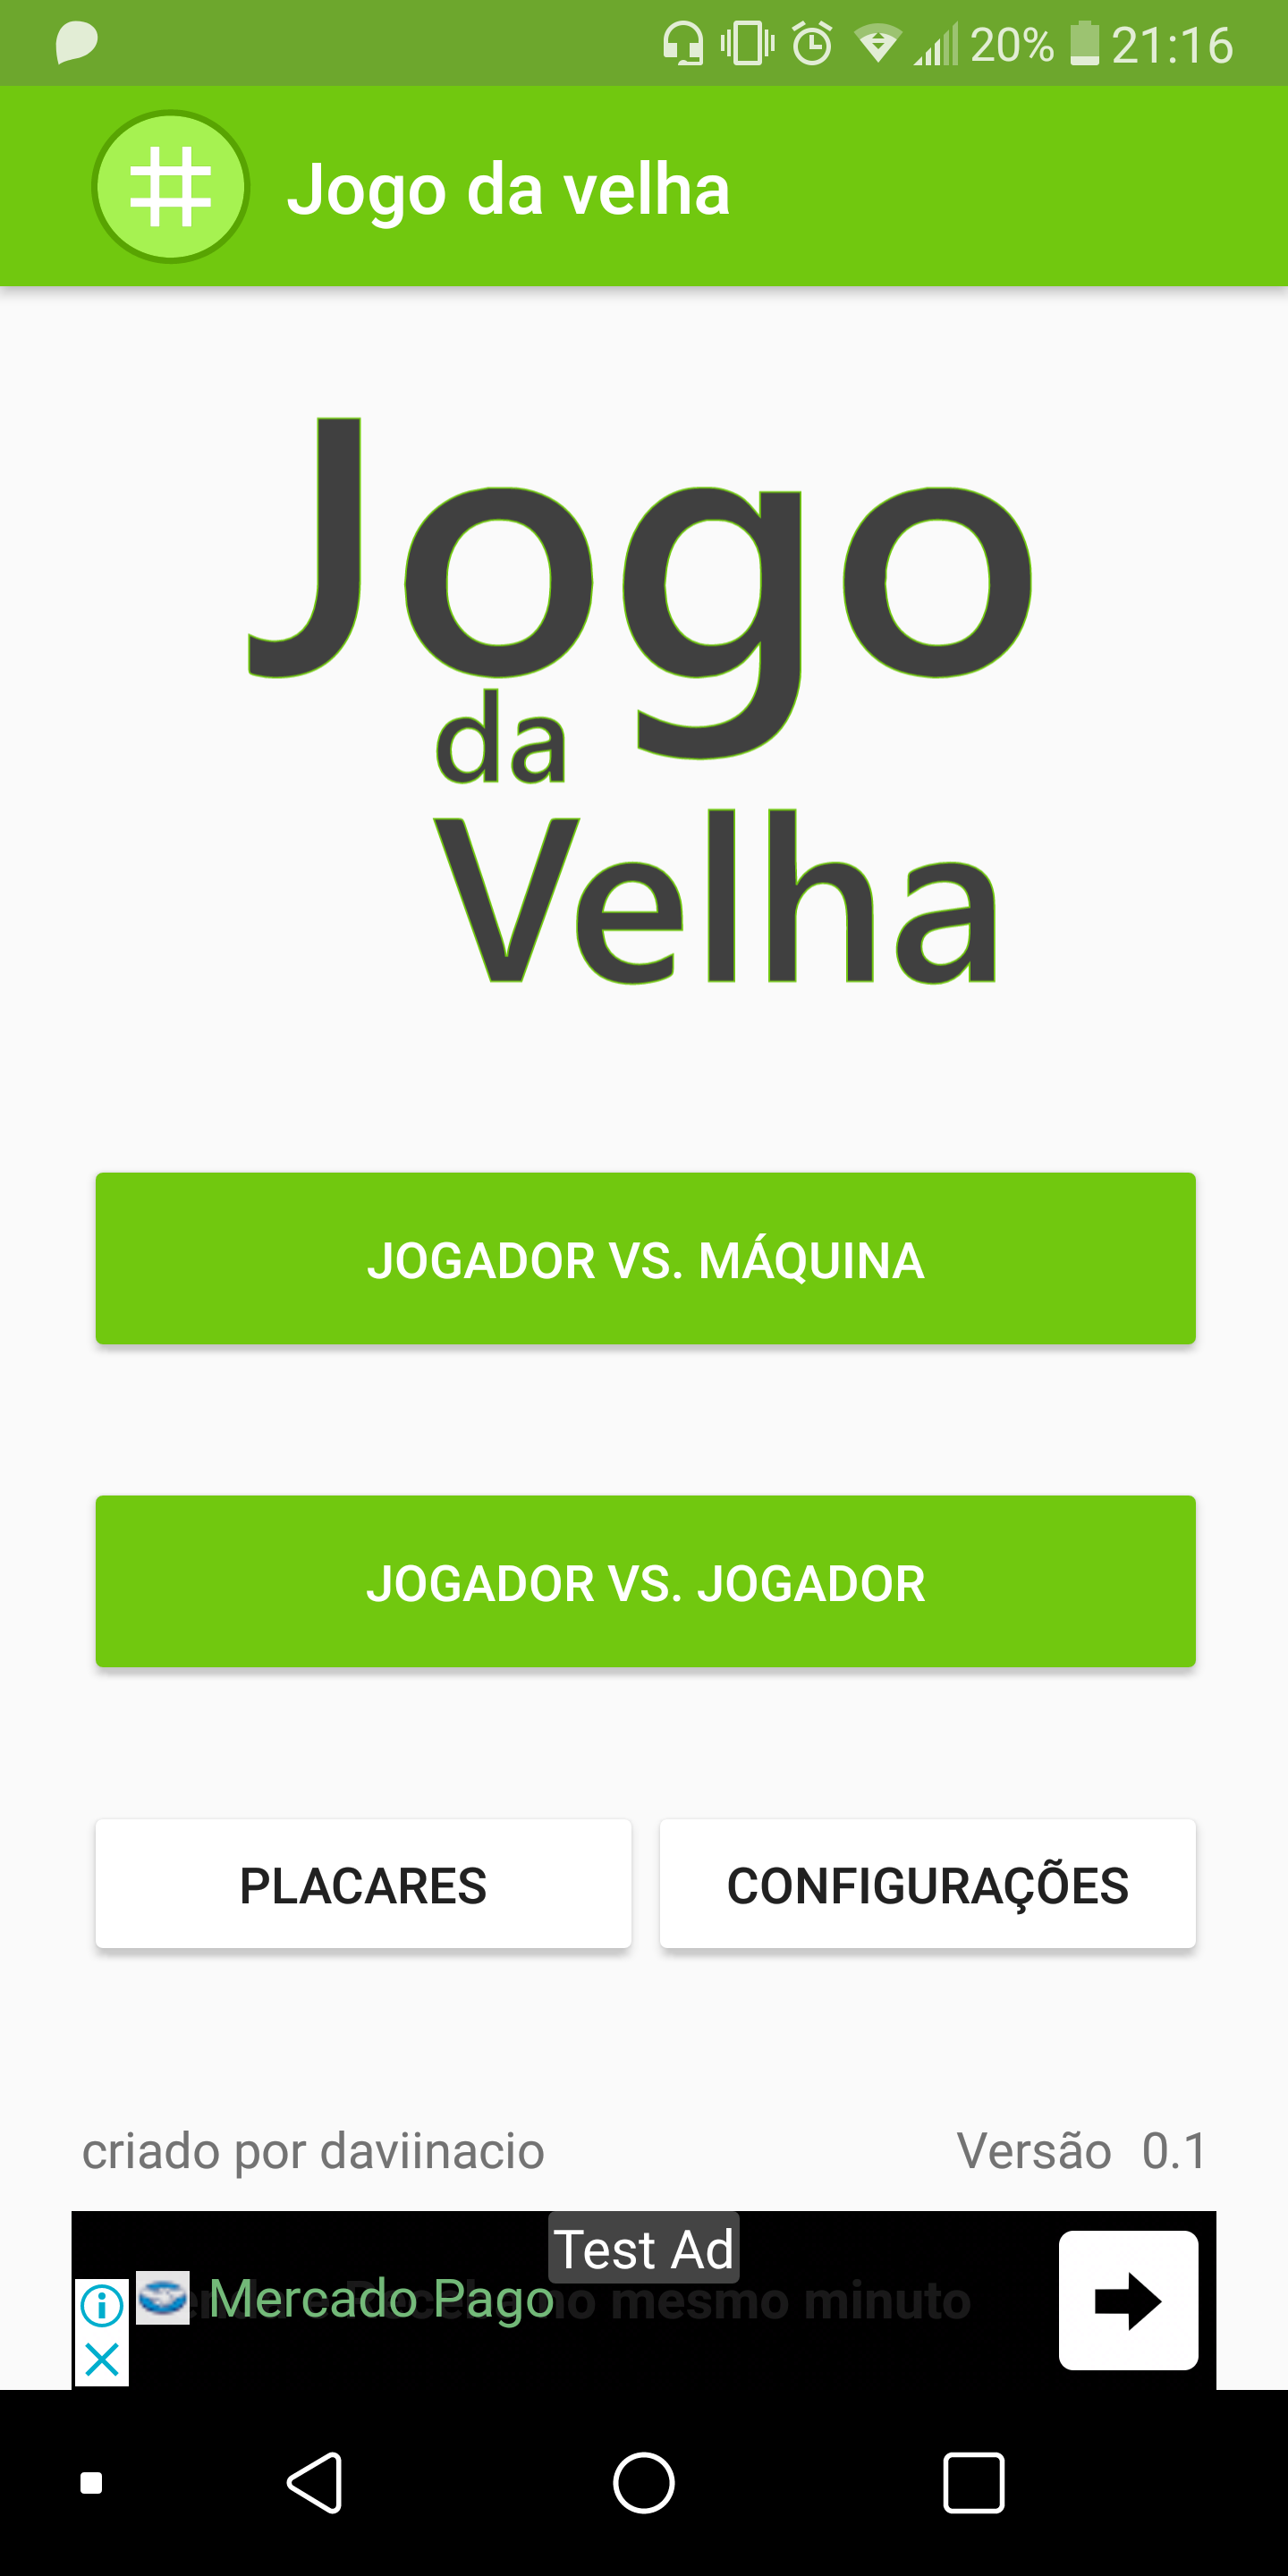 20% 21:16
Jogo da velha
Jogo
da
Velha
JOGADOR VS. MÁQUINA
JOGADOR VS. JOGADOR
PLACARES
CONFIGURAÇÕES
criado por daviinacio
Versão 0.1
Test Ad
Mercado Pago
no mesmo minuto